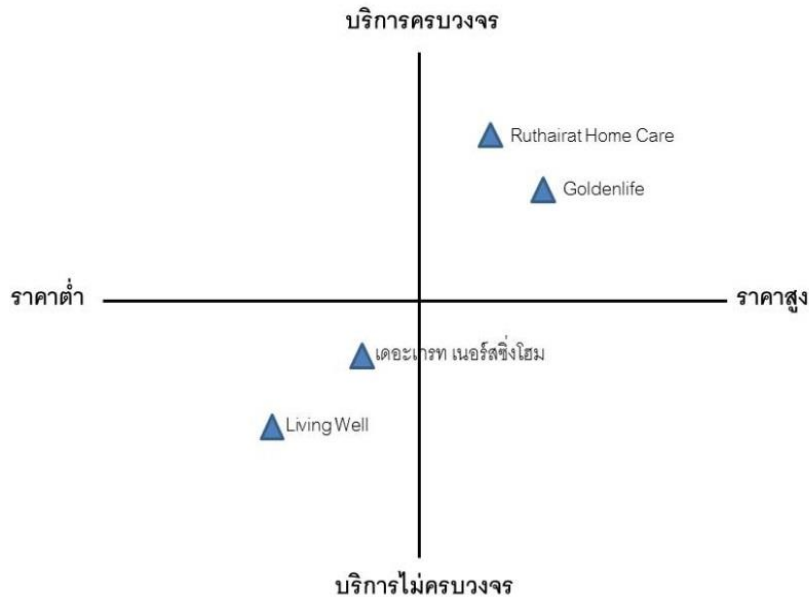 บริการครบวงจร
Ruthairat Home Care
Goldenlife
ราคาต่ำ
ราคาสูง
เดอะเกรท เนอร์สซิ่งโฮม
Living Well
บริการไม่ครบวงจร